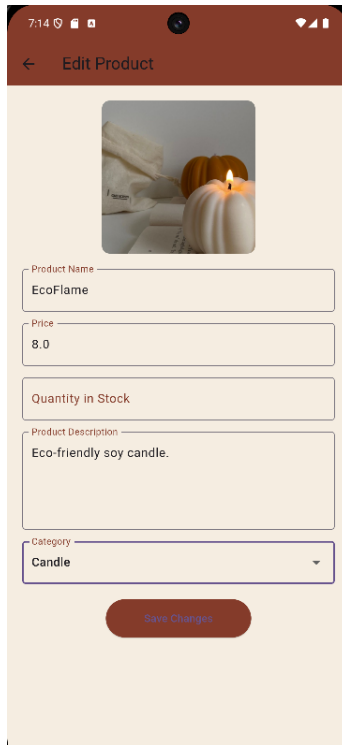 7:14
Edit Product
Product Name
EcoFlame
Price
8.0
Quantity in Stock
Product Description
Eco-friendly soy candle.
Category
Candle
Save Changes